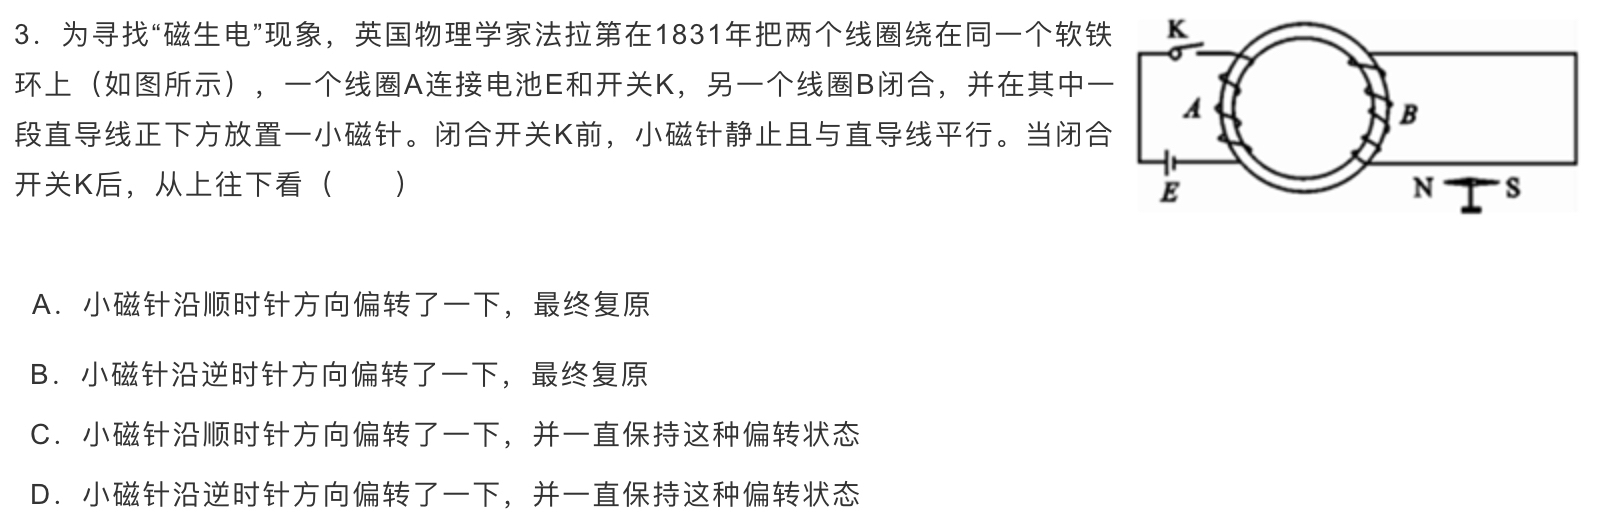 3．为寻找“磁生电”现象，英国物理学家法拉第在1831年把两个线圈绕在同一个软铁
环上（如图所示），一个线圈A连接电池E和开关K，另一个线圈B闭合，并在其中一
段直导线正下方放置一小磁针。闭合开关K前，小磁针静止且与直导线平行。当闭合
开关K后，从上往下看（　　）
K
A
B
E
N S
A．小磁针沿顺时针方向偏转了一下，最终复原
B．小磁针沿逆时针方向偏转了一下，最终复原
C．小磁针沿顺时针方向偏转了一下，并一直保持这种偏转状态
D．小磁针沿逆时针方向偏转了一下，并一直保持这种偏转状态